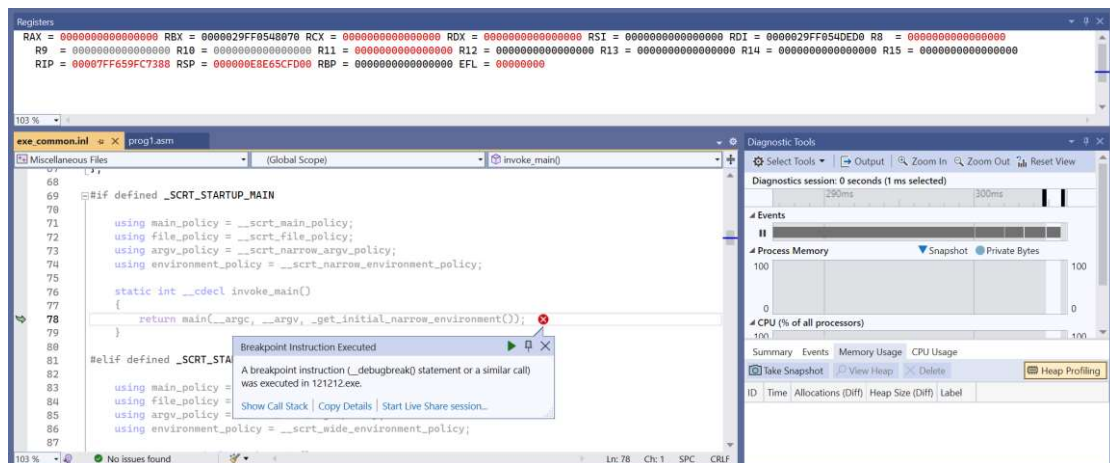 Registers
RAX = 0000000000000000 RBX = 0000029FF0548070 RCX = 0000000000000000 RDX = 0000000000000000 RSI = 0000000000000000 RDI = 0000029FF054DED0 R8 = 0000000000000000
R9 = 0000000000000000 R10 = 0000000000000000 R11 = 0000000000000000 R12 = 0000000000000000 R13 = 0000000000000000 R14 = 0000000000000000 R15 = 0000000000000000
RIP = 00007FF659FC7388 RSP = 000000E8E65CFD00 RBP = 0000000000000000 EFL = 00000000
103 %
exe_common.inl prog1.asm
Miscellaneous Files (Global Scope) invoke_main()
67 };
68
69 #if defined _SCRT_STARTUP_MAIN
70
71 using main_policy = __scrt_main_policy;
72 using file_policy = __scrt_file_policy;
73 using argv_policy = __scrt_narrow_argv_policy;
74 using environment_policy = __scrt_narrow_environment_policy;
75
76 static int __cdecl invoke_main()
77 {
78 return main(__argc, __argv, _get_initial_narrow_environment());
79 }
80
81 #elif defined _SCRT_STA
82
83 using main_policy =
84 using file_policy =
85 using argv_policy =
86 using environment_policy = __scrt_wide_environment_policy;
87
Breakpoint Instruction Executed
A breakpoint instruction (__debugbreak() statement or a similar call)
was executed in 121212.exe.
Show Call Stack | Copy Details | Start Live Share session...
103 % No issues found Ln: 78 Ch: 1 SPC CRLF
Diagnostic Tools
Select Tools Output Zoom In Zoom Out Reset View
Diagnostics session: 0 seconds (1 ms selected)
290ms 300ms
Events
Process Memory Snapshot Private Bytes
100 100
0 0
CPU (% of all processors)
100 100
Summary Events Memory Usage CPU Usage
Take Snapshot View Heap Delete Heap Profiling
ID Time Allocations (Diff) Heap Size (Diff) Label